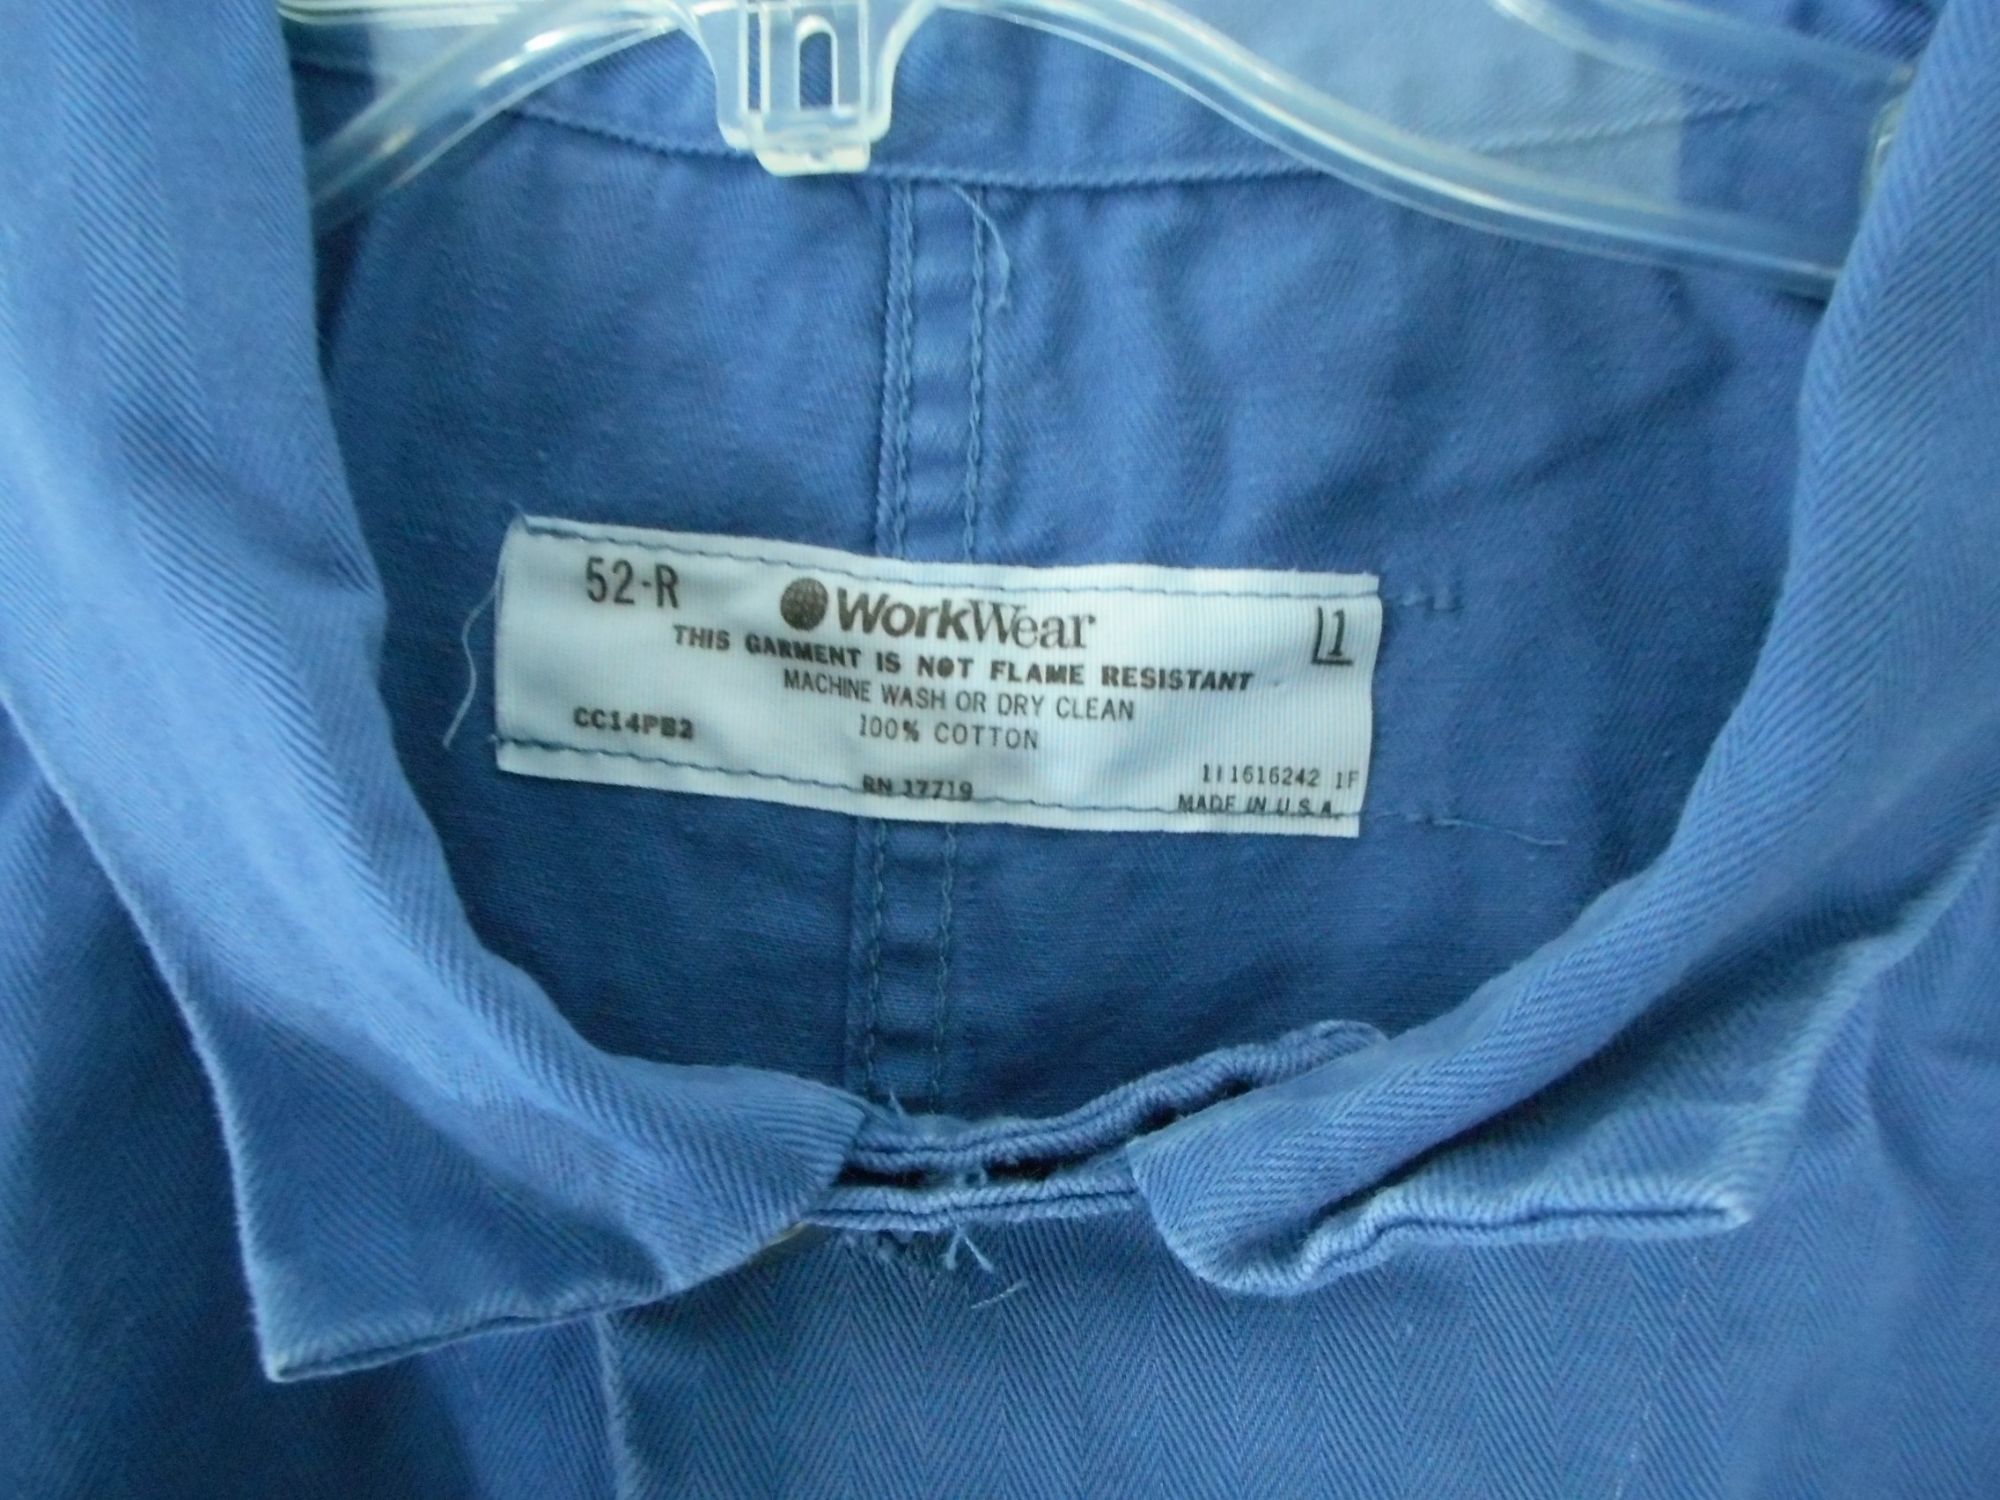 52-R WorkWear 11
THIS GARMENT IS NOT FLAME RESISTANT
MACHINE WASH OR DRY CLEAN
CC14PB2 100% COTTON
111616242 1F
RN 17719 MADE IN U.S.A.